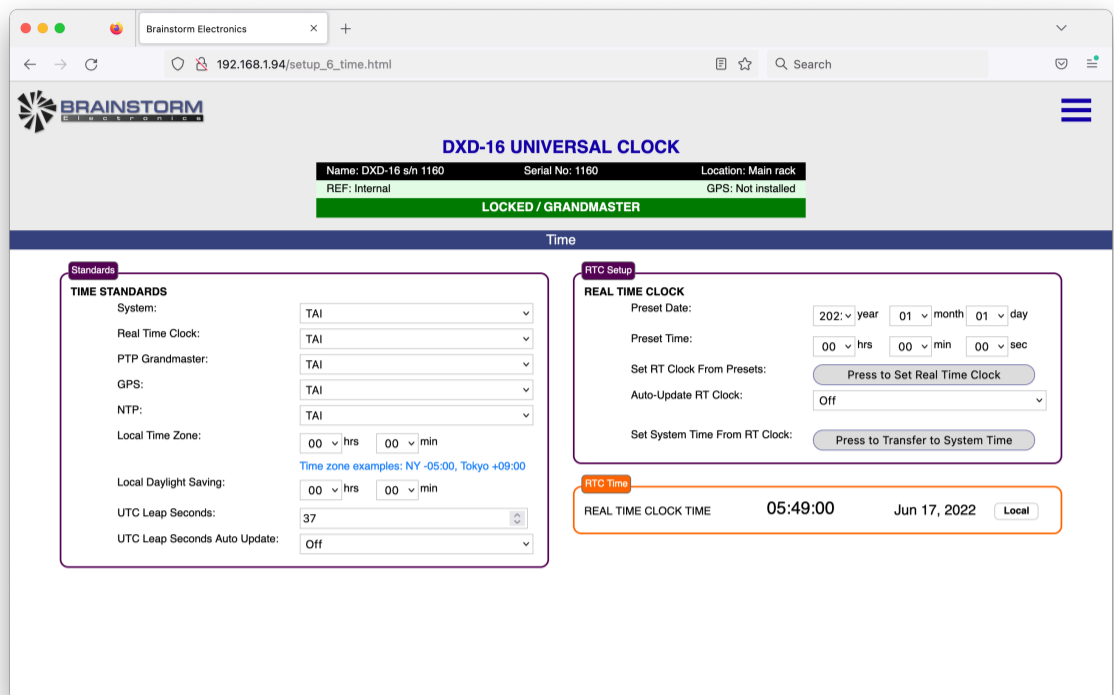 Brainstorm Electronics
192.168.1.94/setup_6_time.html
Search
BRAINSTORM
Electronics
DXD-16 UNIVERSAL CLOCK
Name: DXD-16 s/n 1160 Serial No: 1160 Location: Main rack
REF: Internal GPS: Not installed
LOCKED / GRANDMASTER
Time
Standards
TIME STANDARDS
System: TAI
Real Time Clock: TAI
PTP Grandmaster: TAI
GPS: TAI
NTP: TAI
Local Time Zone: 00 hrs 00 min
Time zone examples: NY -05:00, Tokyo +09:00
Local Daylight Saving: 00 hrs 00 min
UTC Leap Seconds: 37
UTC Leap Seconds Auto Update: Off
RTC Setup
REAL TIME CLOCK
Preset Date: year 01 month 01 day
Preset Time: 00 hrs 00 min 00 sec
Set RT Clock From Presets: Press to Set Real Time Clock
Auto-Update RT Clock: Off
Set System Time From RT Clock: Press to Transfer to System Time
RTC Time
REAL TIME CLOCK TIME 05:49:00 Jun 17, 2022 Local